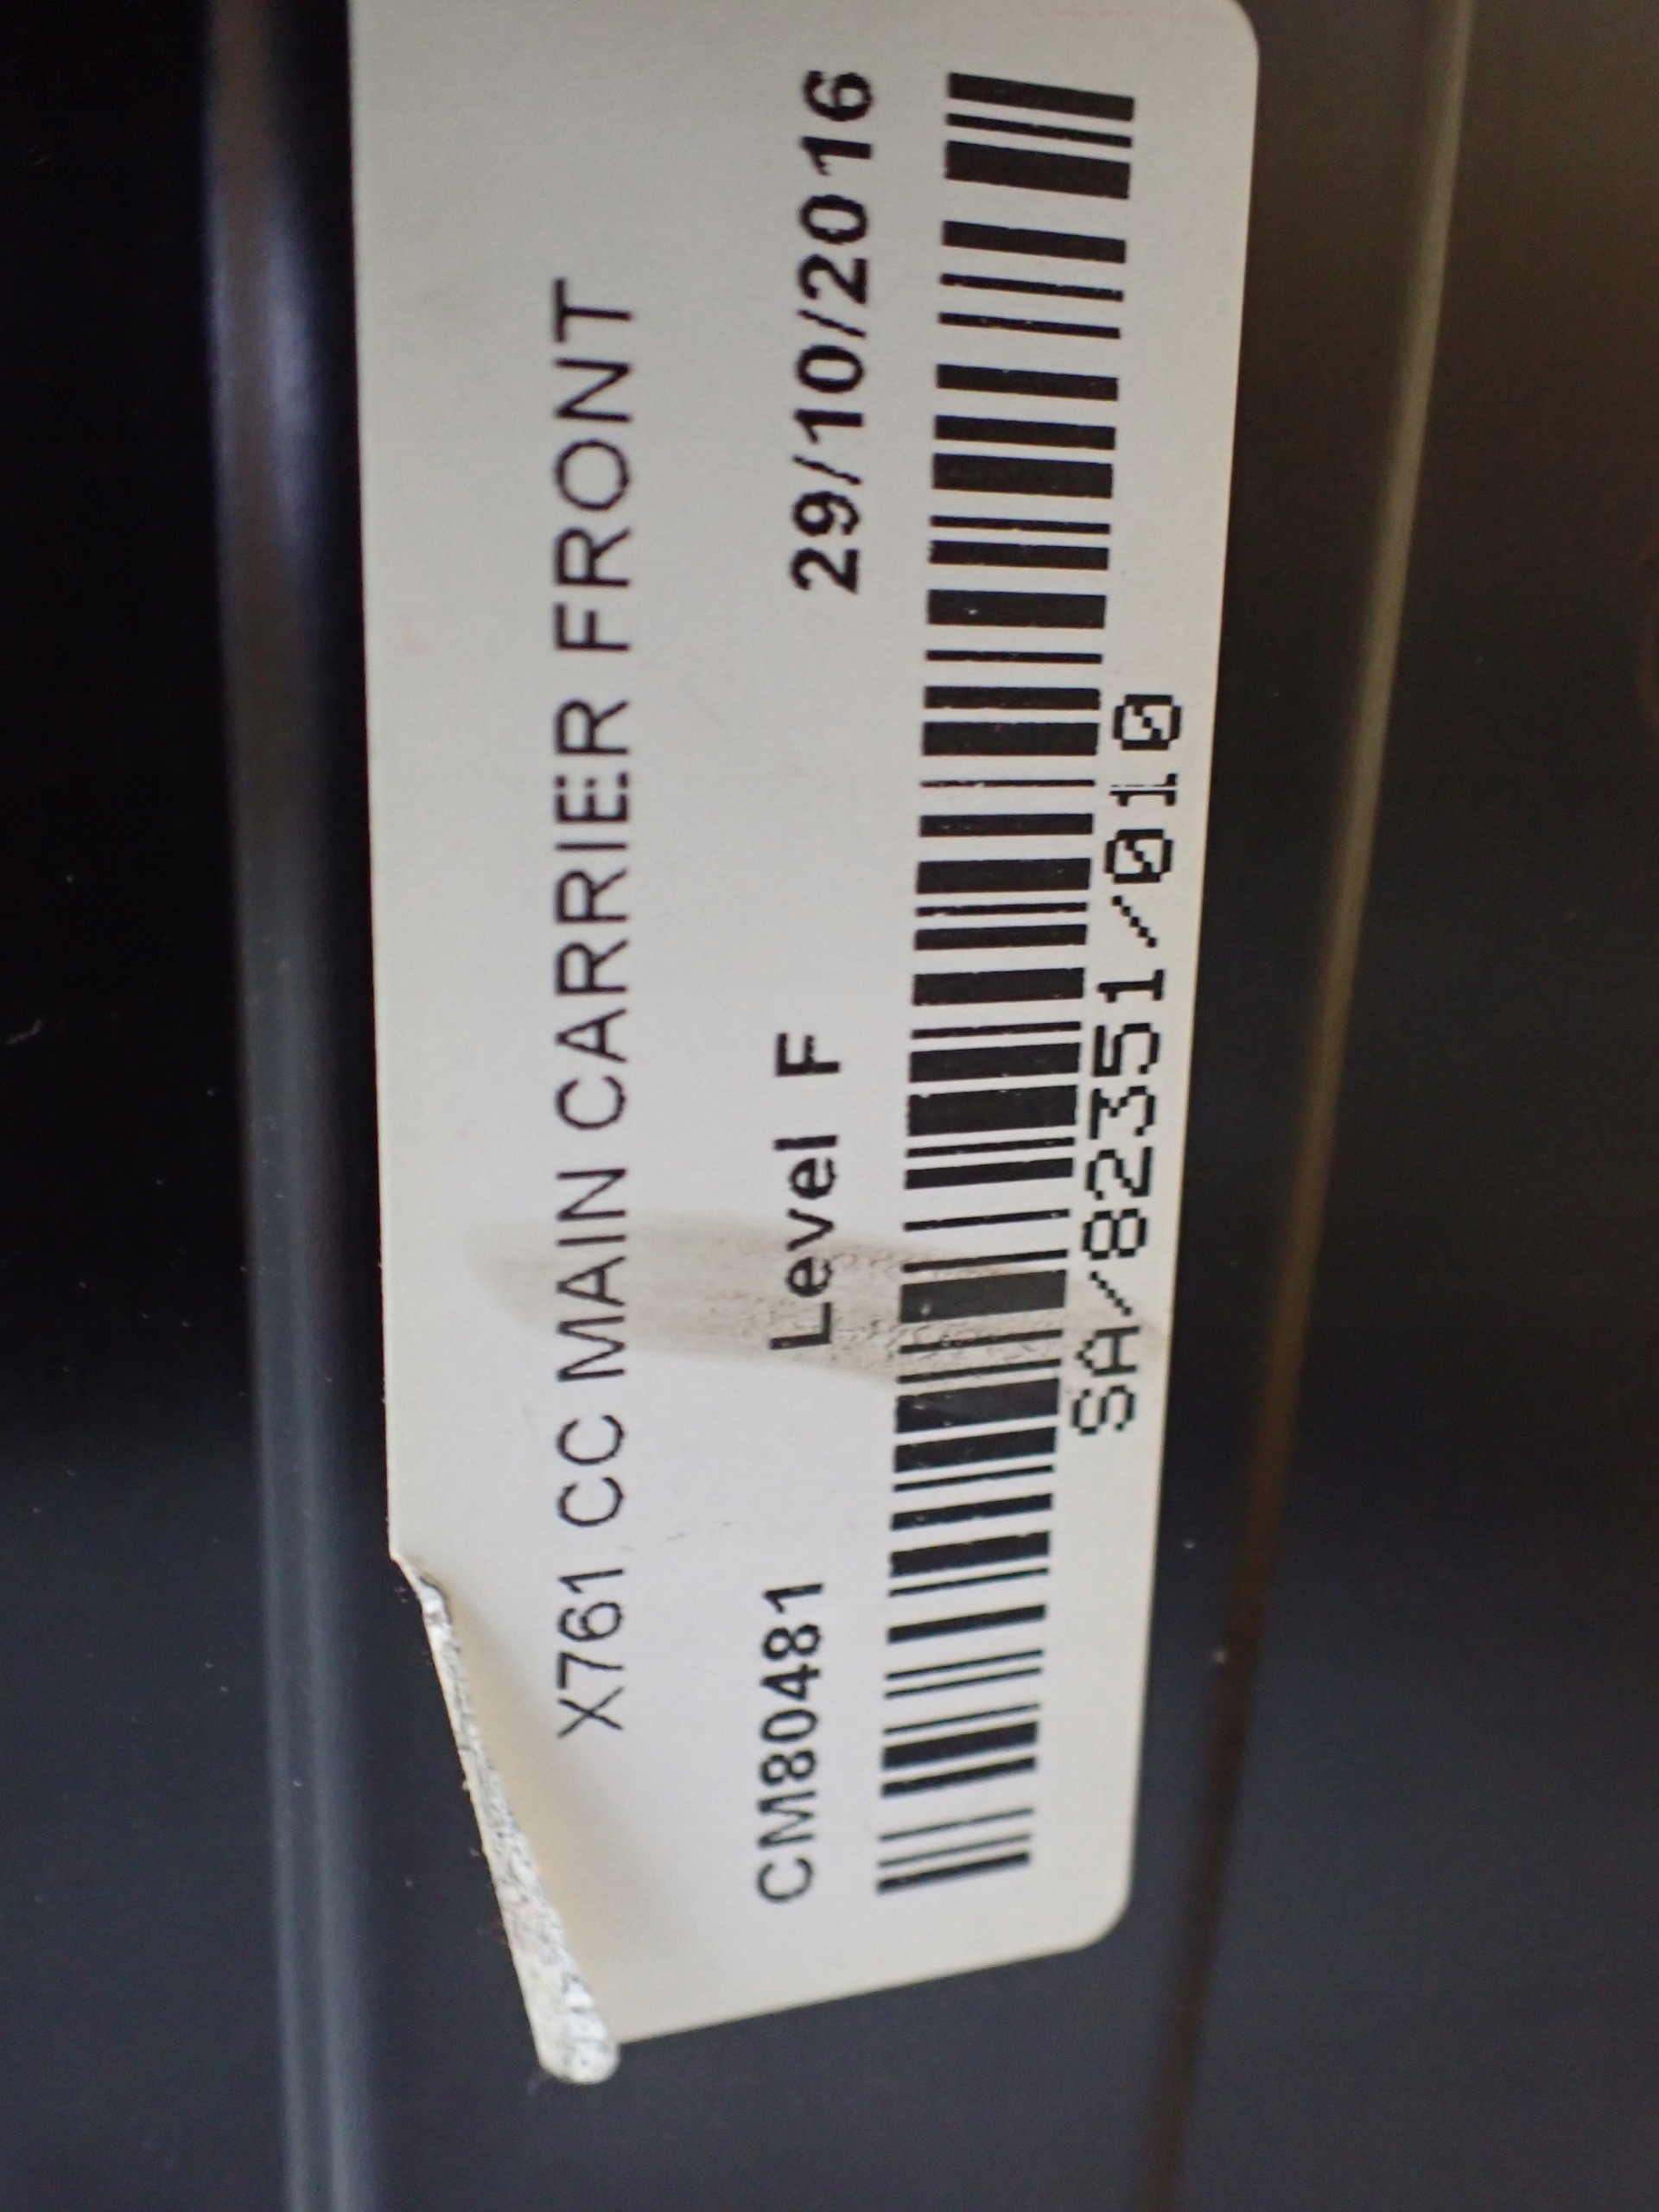 X761 CC MAIN CARRIER FRONT
CM80481 Level F 29/10/2016
SA/82351/010